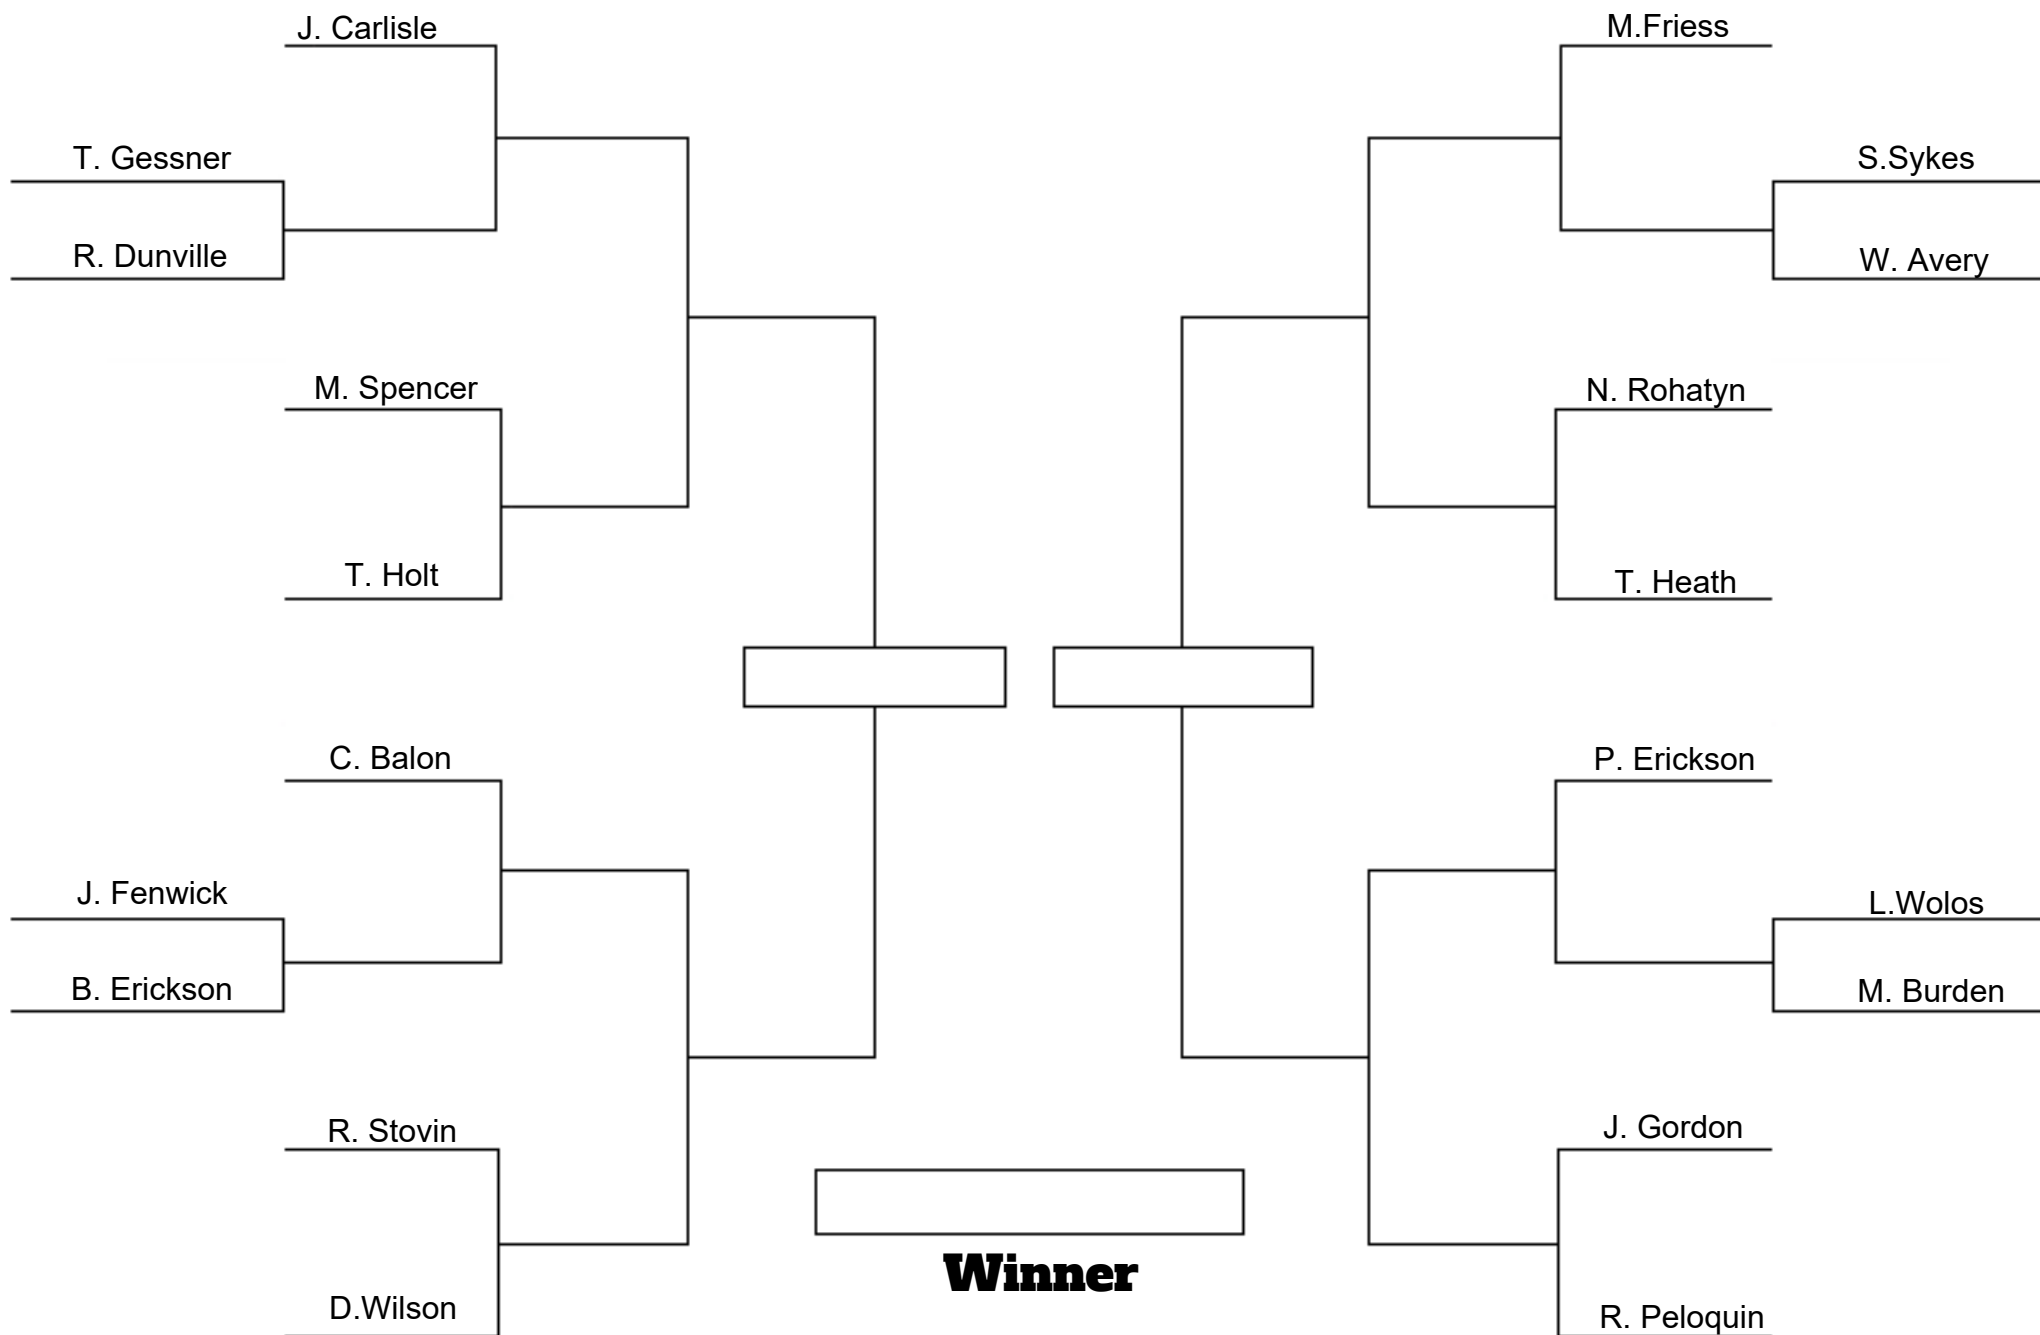 J. Carlisle
T. Gessner
R. Dunville
M. Spencer
T. Holt
C. Balon
J. Fenwick
B. Erickson
R. Stovin
D.Wilson
M.Friess
S.Sykes
W. Avery
N. Rohatyn
T. Heath
P. Erickson
L.Wolos
M. Burden
J. Gordon
R. Peloquin
Winner